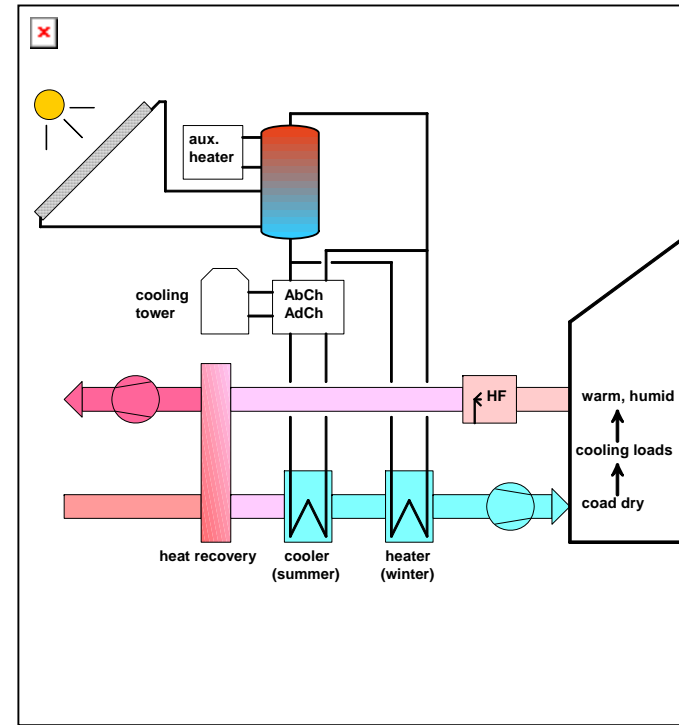 aux.
heater
cooling
tower
AbCh
AdCh
HF
warm, humid
cooling loads
coad dry
heat recovery
cooler
(summer)
heater
(winter)